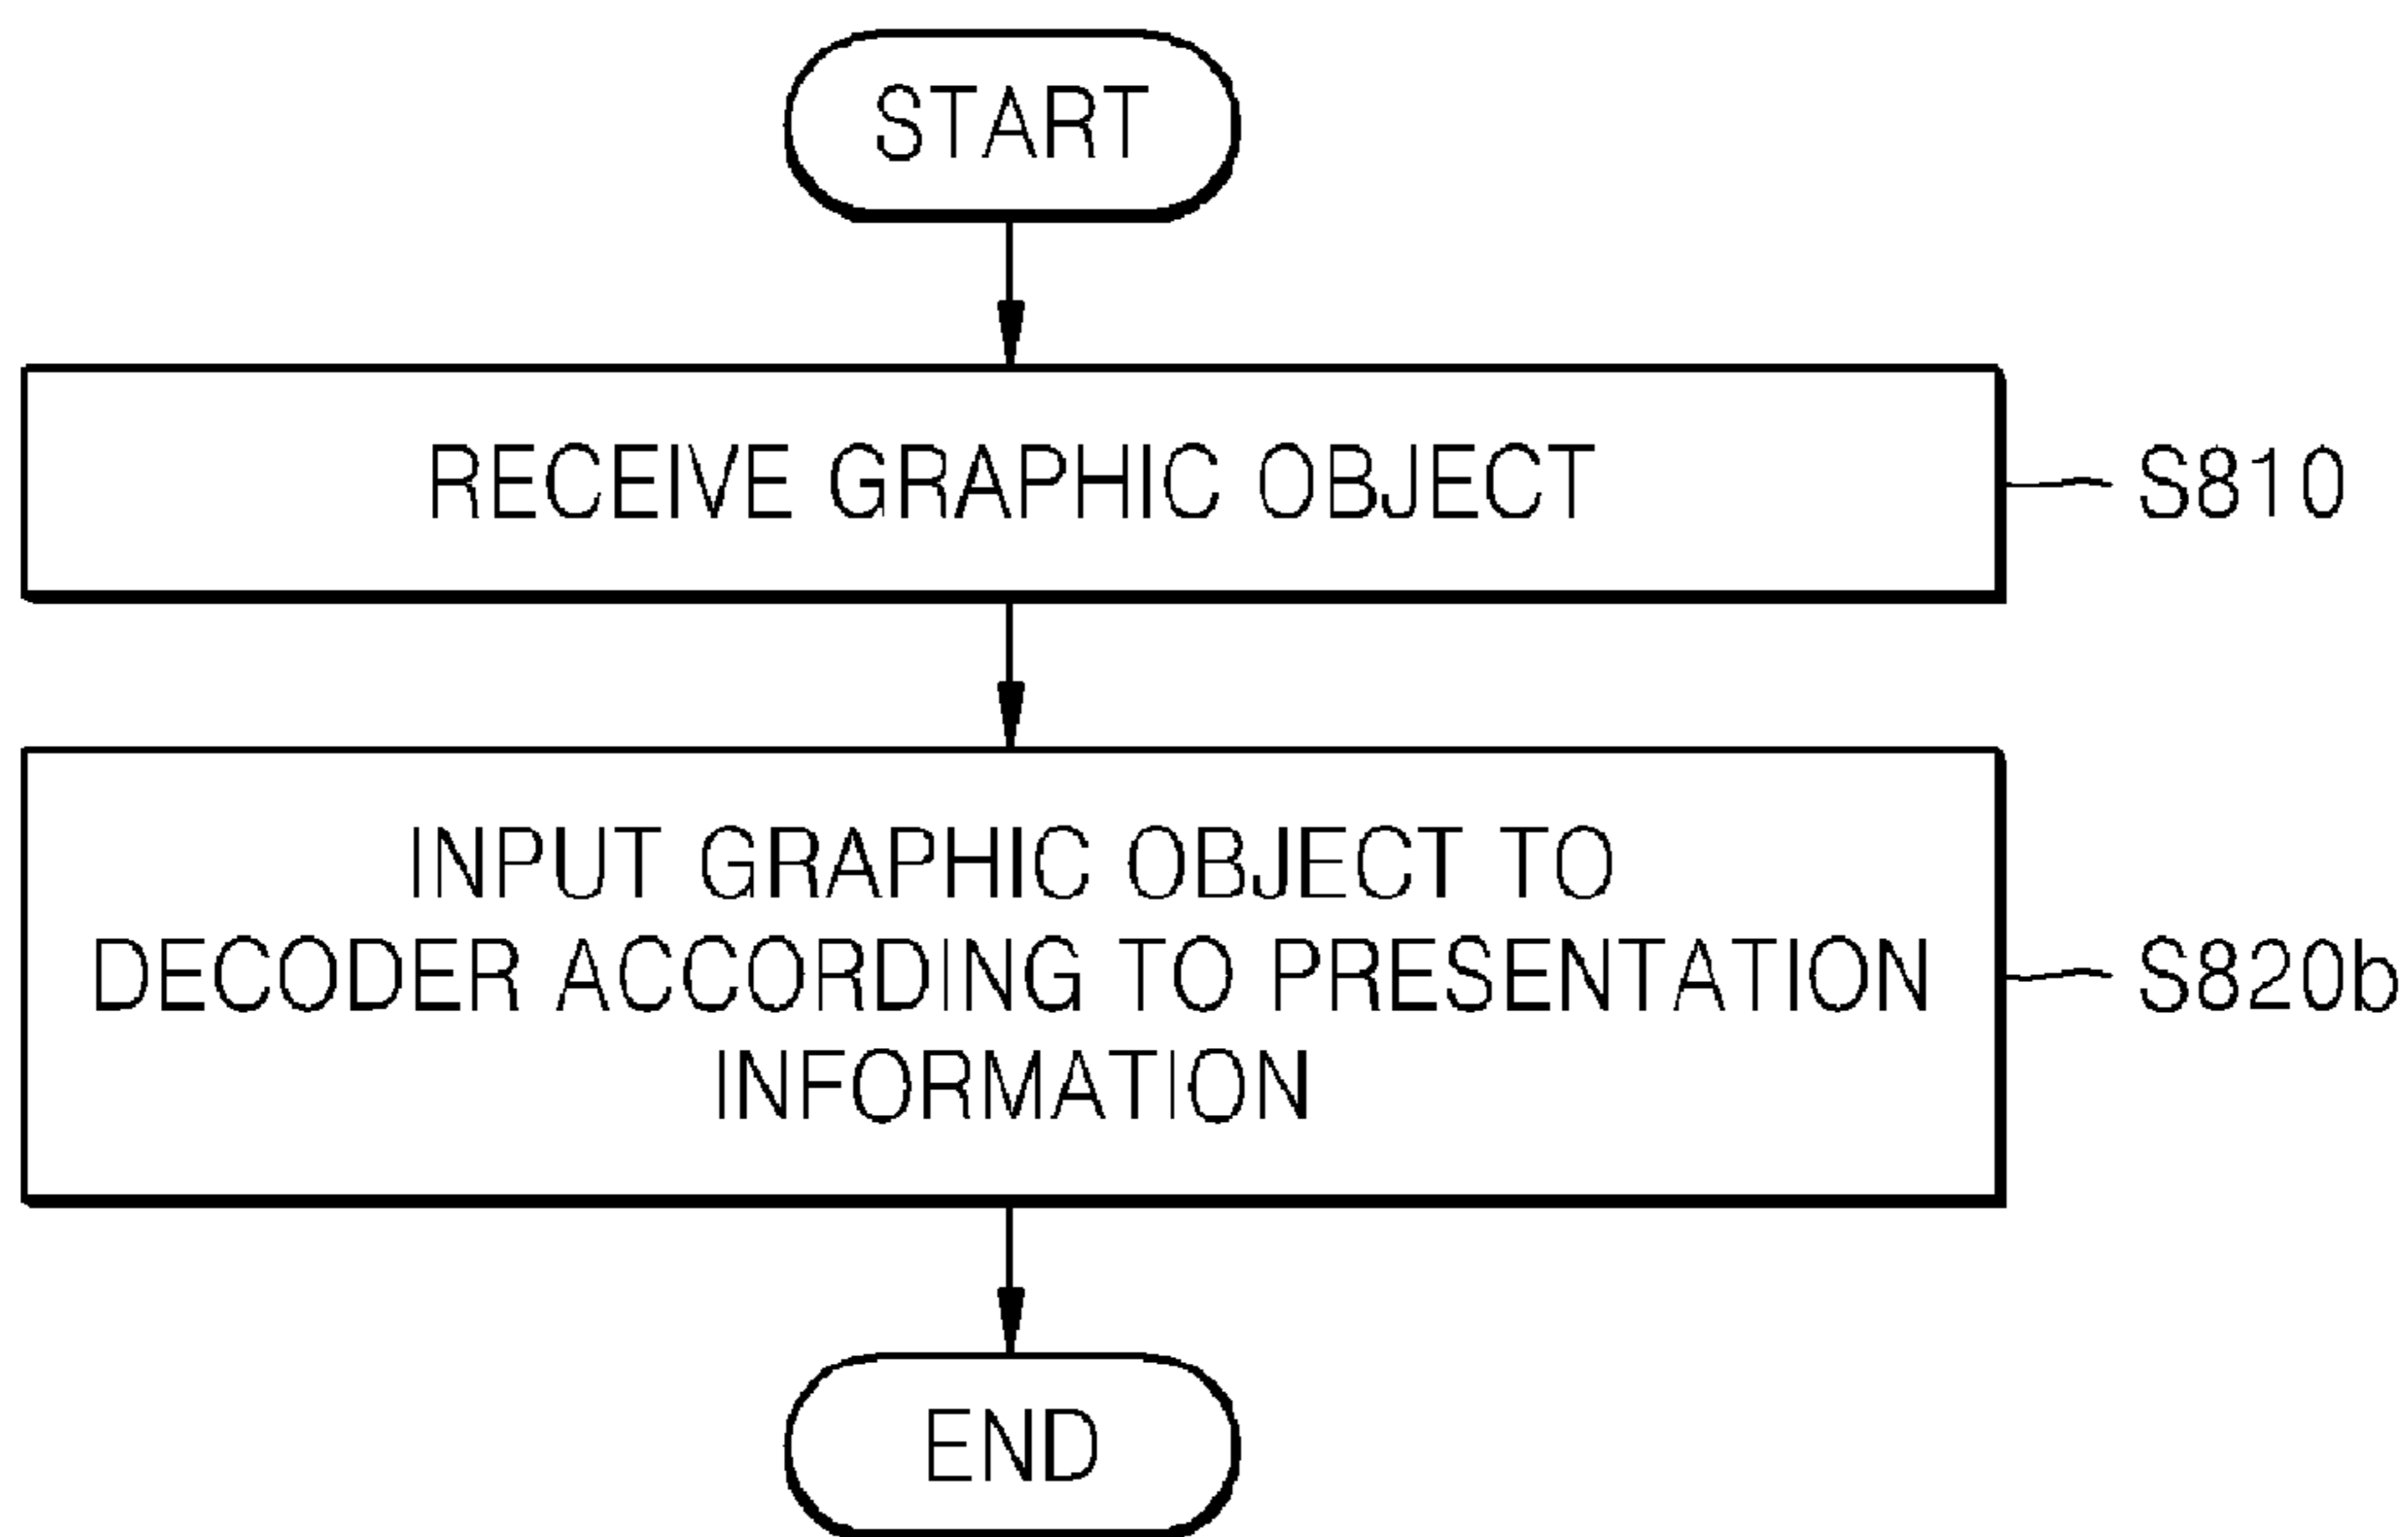 START
RECEIVE GRAPHIC OBJECT
S810
INPUT GRAPHIC OBJECT TO
DECODER ACCORDING TO PRESENTATION
INFORMATION
S820b
END